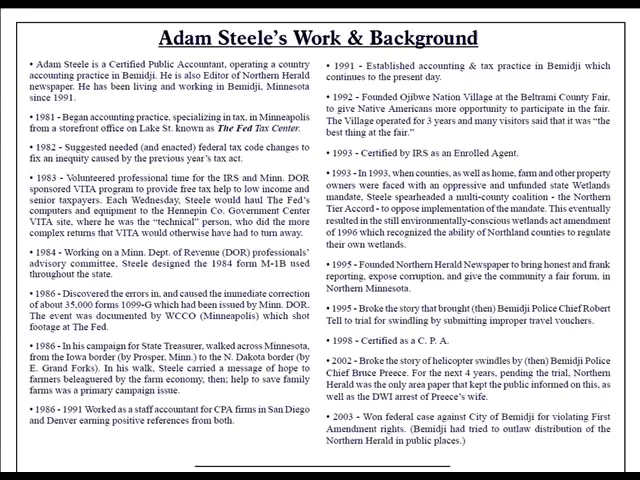 Adam Steele's Work & Background
• Adam Steele is a Certified Public Accountant, operating a country
accounting practice in Bemidji. He is also Editor of Northern Herald
newspaper. He has been living and working in Bemidji, Minnesota
since 1991.
• 1981 - Began accounting practice, specializing in tax, in Minneapolis
from a storefront office on Lake St. known as The Fed Tax Center.
• 1982 - Suggested needed (and enacted) federal tax code changes to
fix an inequity caused by the previous year's tax act.
• 1983 - Volunteered professional time for the IRS and Minn. DOR
sponsored VITA program to provide free tax help to low income and
senior taxpayers. Each Wednesday, Steele would haul The Fed's
computers and equipment to the Hennepin Co. Government Center
VITA site, where he was the "technical" person, who did the more
complex returns that VITA would otherwise have had to turn away.
• 1984 - Working on a Minn. Dept. of Revenue (DOR) professionals'
advisory committee, Steele designed the 1984 form M-1B used
throughout the state.
• 1986 - Discovered the errors in, and caused the immediate correction
of about 35,000 forms 1099-G which had been issued by Minn. DOR.
The event was documented by WCCO (Minneapolis) which shot
footage at The Fed.
• 1986 - In his campaign for State Treasurer, walked across Minnesota,
from the Iowa border (by Prosper, Minn.) to the N. Dakota border (by
E. Grand Forks). In his walk, Steele carried a message of hope to
farmers beleaguered by the farm economy, then; help to save family
farms was a primary campaign issue.
• 1986 - 1991 Worked as a staff accountant for CPA firms in San Diego
and Denver earning positive references from both.
• 1991 - Established accounting & tax practice in Bemidji which
continues to the present day.
• 1992 - Founded Ojibwe Nation Village at the Beltrami County Fair,
to give Native Americans more opportunity to participate in the fair.
The Village operated for 3 years and many visitors said that it was "the
best thing at the fair."
• 1993 - Certified by IRS as an Enrolled Agent.
• 1993 - In 1993, when counties, as well as home, farm and other property
owners were faced with an oppressive and unfunded state Wetlands
mandate, Steele spearheaded a multi-county coalition - the Northern
Tier Accord - to oppose implementation of the mandate. This eventually
resulted in the still environmentally-conscious wetlands act amendment
of 1996 which recognized the ability of Northland counties to regulate
their own wetlands.
• 1995 - Founded Northern Herald Newspaper to bring honest and frank
reporting, expose corruption, and give the community a fair forum, in
Northern Minnesota.
• 1995 - Broke the story that brought (then) Bemidji Police Chief Robert
Tell to trial for swindling by submitting improper travel vouchers.
• 1998 - Certified as a C. P. A.
• 2002 - Broke the story of helicopter swindles by (then) Bemidji Police
Chief Bruce Preece. For the next 4 years, pending the trial, Northern
Herald was the only area paper that kept the public informed on this, as
well as the DWI arrest of Preece's wife.
• 2003 - Won federal case against City of Bemidji for violating First
Amendment rights. (Bemidji had tried to outlaw distribution of the
Northern Herald in public places.)